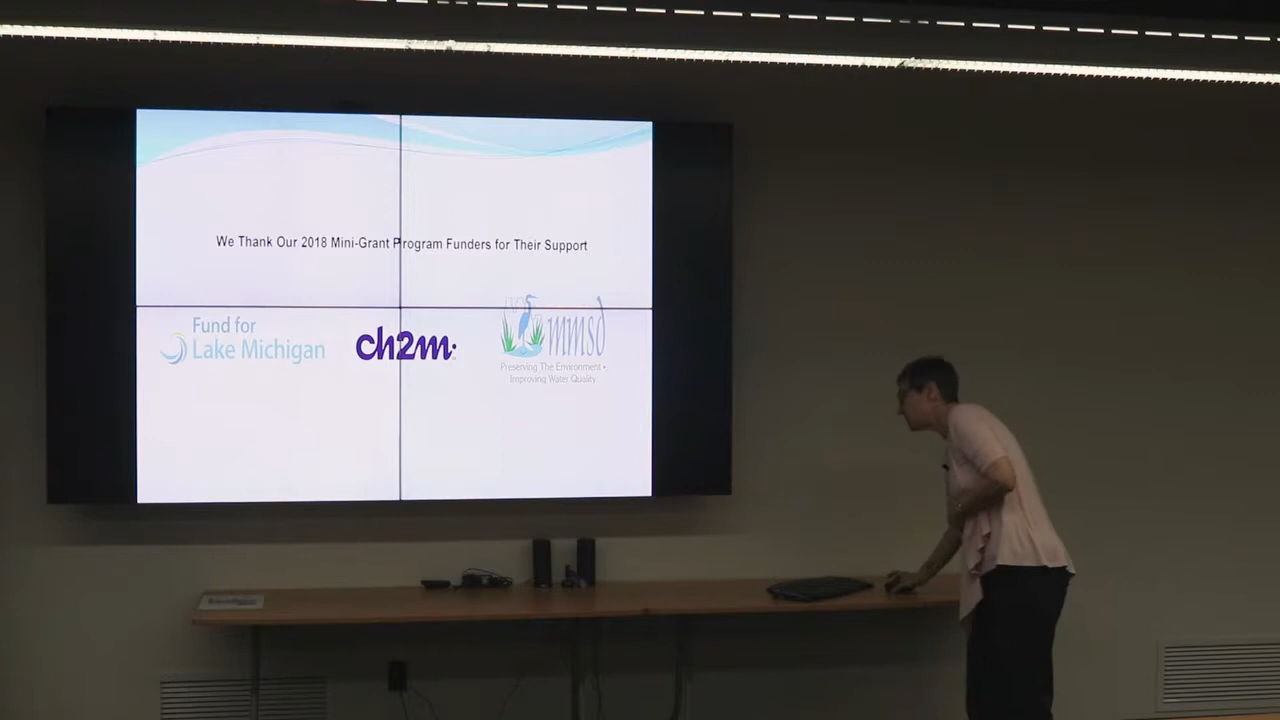 We Thank Our 2018 Mini-Grant Program Funders for Their Support
Fund for
Lake Michigan
ch2m
mmsd
Preserving The Environment •
Improving Water Quality